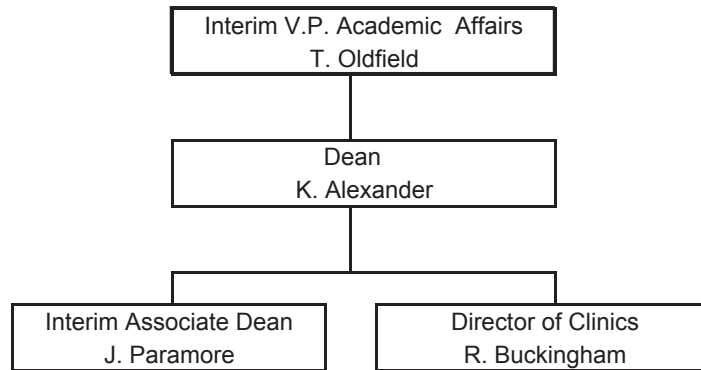 Interim V.P. Academic Affairs
T. Oldfield
Dean
K. Alexander
Interim Associate Dean
J. Paramore
Director of Clinics
R. Buckingham